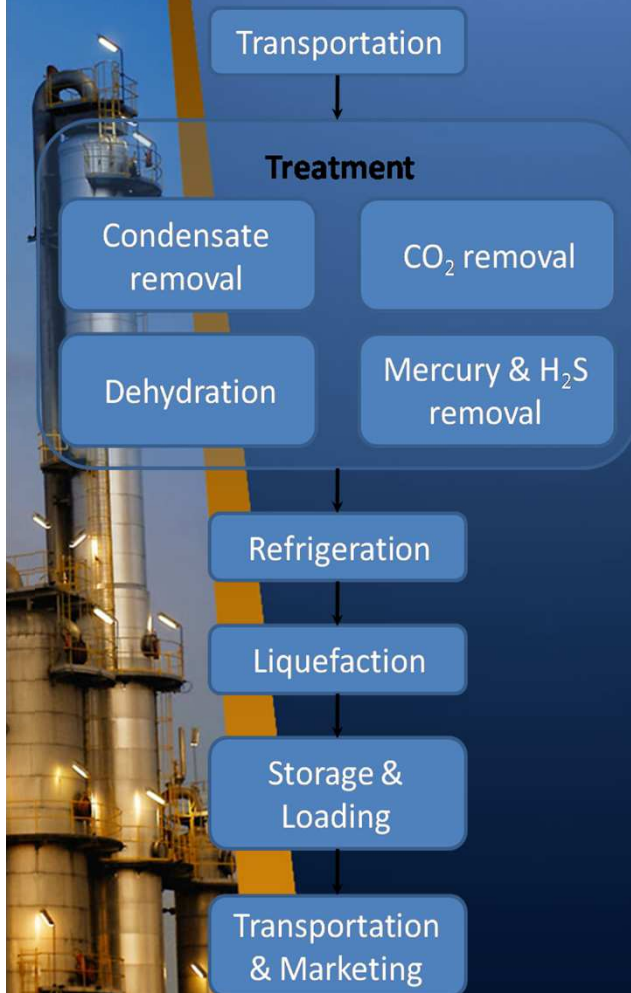 Transportation
Treatment
Condensate
removal
CO₂ removal
Dehydration
Mercury & H₂S
removal
Refrigeration
Liquefaction
Storage &
Loading
Transportation
& Marketing